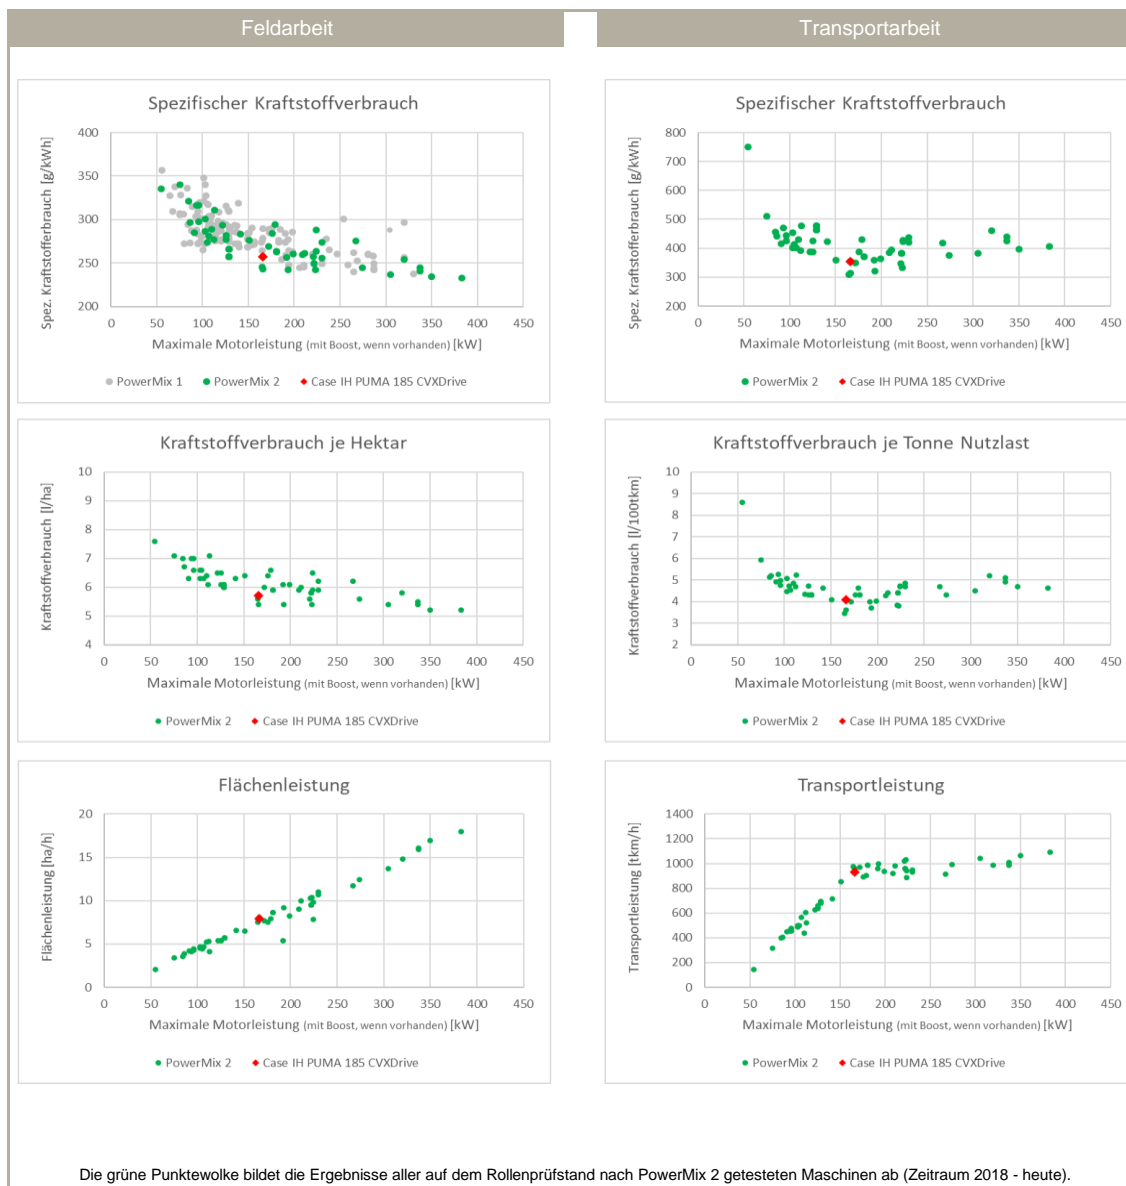 Feldarbeit
Transportarbeit
Spezifischer Kraftstoffverbrauch
Spez. Kraftstofferbrauch [g/kWh]
400
350
300
250
200
0 50 100 150 200 250 300 350 400 450
Maximale Motorleistung (mit Boost, wenn vorhanden) [kW]
PowerMix 1 PowerMix 2 Case IH PUMA 185 CVXDrive
Spezifischer Kraftstoffverbrauch
Spez. Kraftstofferbrauch [g/kWh]
800
700
600
500
400
300
200
0 50 100 150 200 250 300 350 400 450
Maximale Motorleistung (mit Boost, wenn vorhanden) [kW]
PowerMix 2 Case IH PUMA 185 CVXDrive
Kraftstoffverbrauch je Hektar
Kraftstoffverbrauch [l/ha]
10
9
8
7
6
5
4
0 50 100 150 200 250 300 350 400 450
Maximale Motorleistung (mit Boost, wenn vorhanden) [kW]
PowerMix 2 Case IH PUMA 185 CVXDrive
Kraftstoffverbrauch je Tonne Nutzlast
Kraftstoffverbrauch [l/100tkm]
10
9
8
7
6
5
4
3
2
0 50 100 150 200 250 300 350 400 450
Maximale Motorleistung (mit Boost, wenn vorhanden) [kW]
PowerMix 2 Case IH PUMA 185 CVXDrive
Flächenleistung
Flächenleistung [ha/h]
20
15
10
5
0
0 50 100 150 200 250 300 350 400 450
Maximale Motorleistung (mit Boost, wenn vorhanden) [kW]
PowerMix 2 Case IH PUMA 185 CVXDrive
Transportleistung
Transportleistung [tkm/h]
1400
1200
1000
800
600
400
200
0
0 50 100 150 200 250 300 350 400 450
Maximale Motorleistung (mit Boost, wenn vorhanden) [kW]
PowerMix 2 Case IH PUMA 185 CVXDrive
Die grüne Punktewolke bildet die Ergebnisse aller auf dem Rollenprüfstand nach PowerMix 2 getesteten Maschinen ab (Zeitraum 2018 - heute).